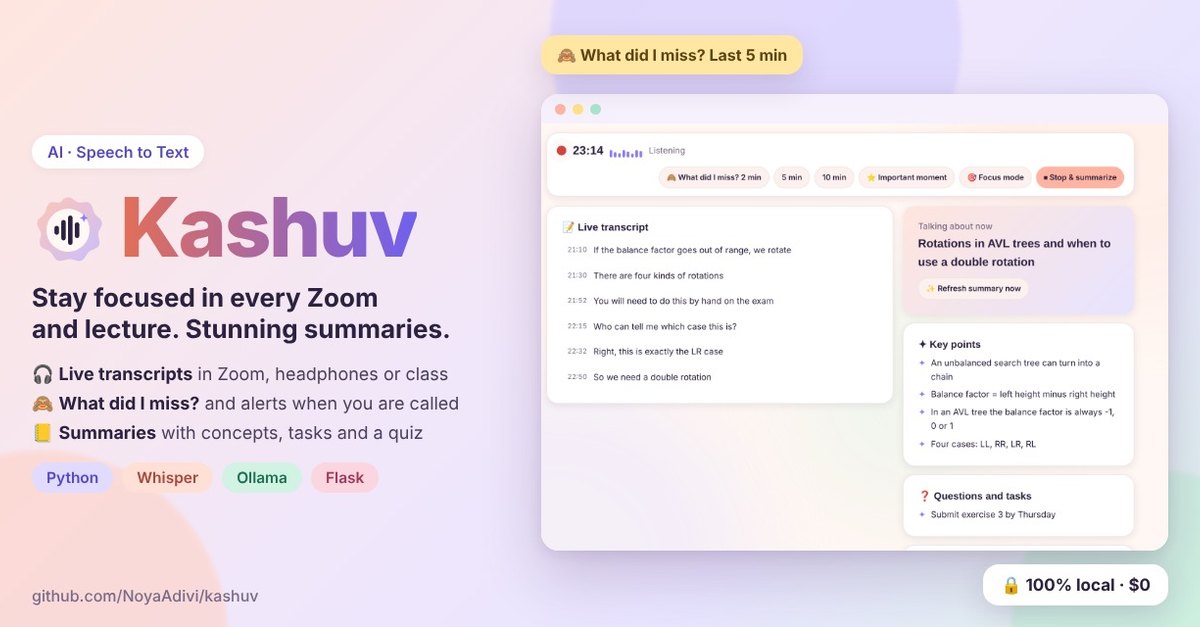 AI · Speech to Text
Kashuv
Stay focused in every Zoom
and lecture. Stunning summaries.
🎧 Live transcripts in Zoom, headphones or class
🙈 What did I miss? and alerts when you are called
📒 Summaries with concepts, tasks and a quiz
Python Whisper Ollama Flask
github.com/NoyaAdivi/kashuv
🙈 What did I miss? Last 5 min
23:14 Listening
🙈 What did I miss? 2 min 5 min 10 min ⭐ Important moment 🎯 Focus mode ■ Stop & summarize
📝 Live transcript
21:10 If the balance factor goes out of range, we rotate
21:30 There are four kinds of rotations
21:52 You will need to do this by hand on the exam
22:15 Who can tell me which case this is?
22:32 Right, this is exactly the LR case
22:50 So we need a double rotation
Talking about now
Rotations in AVL trees and when to
use a double rotation
✨ Refresh summary now
✦ Key points
✦ An unbalanced search tree can turn into a
chain
✦ Balance factor = left height minus right height
✦ In an AVL tree the balance factor is always -1,
0 or 1
✦ Four cases: LL, RR, LR, RL
❓ Questions and tasks
✦ Submit exercise 3 by Thursday
🔒 100% local · $0